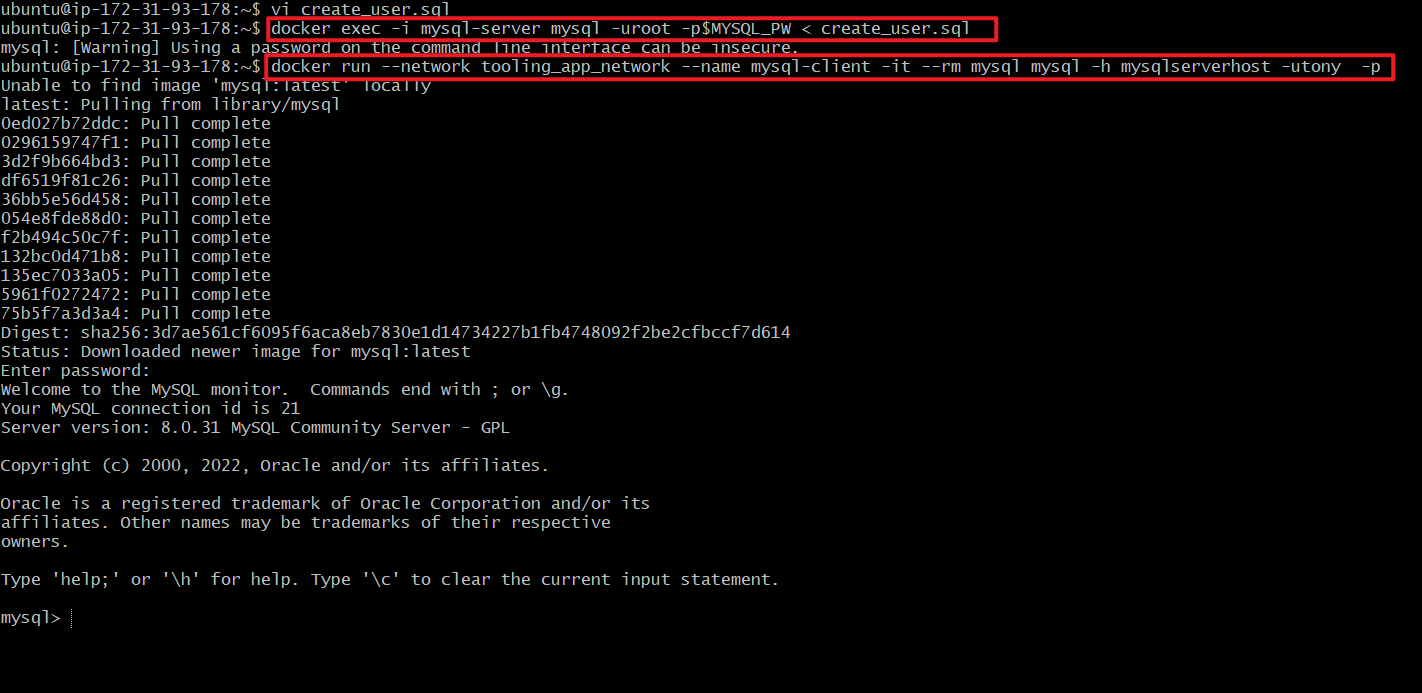 ubuntu@ip-172-31-93-178:~$ vi create_user.sql
ubuntu@ip-172-31-93-178:~$ docker exec -i mysql-server mysql -uroot -p$MYSQL_PW < create_user.sql
mysql: [Warning] Using a password on the command line interface can be insecure.
ubuntu@ip-172-31-93-178:~$ docker run --network tooling_app_network --name mysql-client -it --rm mysql mysql -h mysqlserverhost -utony  -p
Unable to find image 'mysql:latest' locally
latest: Pulling from library/mysql
0ed027b72ddc: Pull complete
0296159747f1: Pull complete
3d2f9b664bd3: Pull complete
df6519f81c26: Pull complete
36bb5e56d458: Pull complete
054e8fde88d0: Pull complete
f2b494c50c7f: Pull complete
132bc0d471b8: Pull complete
135ec7033a05: Pull complete
5961f0272472: Pull complete
75b5f7a3d3a4: Pull complete
Digest: sha256:3d7ae561cf6095f6aca8eb7830e1d14734227b1fb4748092f2be2cfbccf7d614
Status: Downloaded newer image for mysql:latest
Enter password:
Welcome to the MySQL monitor.  Commands end with ; or \g.
Your MySQL connection id is 21
Server version: 8.0.31 MySQL Community Server - GPL
Copyright (c) 2000, 2022, Oracle and/or its affiliates.
Oracle is a registered trademark of Oracle Corporation and/or its
affiliates. Other names may be trademarks of their respective
owners.
Type 'help;' or '\h' for help. Type '\c' to clear the current input statement.
mysql>